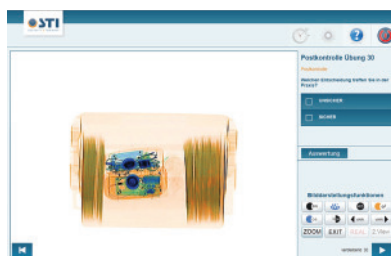 STI
Postkontrolle Übung 30
Postkontrolle
Welchen Entscheidung treffen Sie in der
Praxis?
UNSICHER
SICHER
Auswertung
Bilddarstellungsfunktionen
ZOOM EXIT REAL 2.View